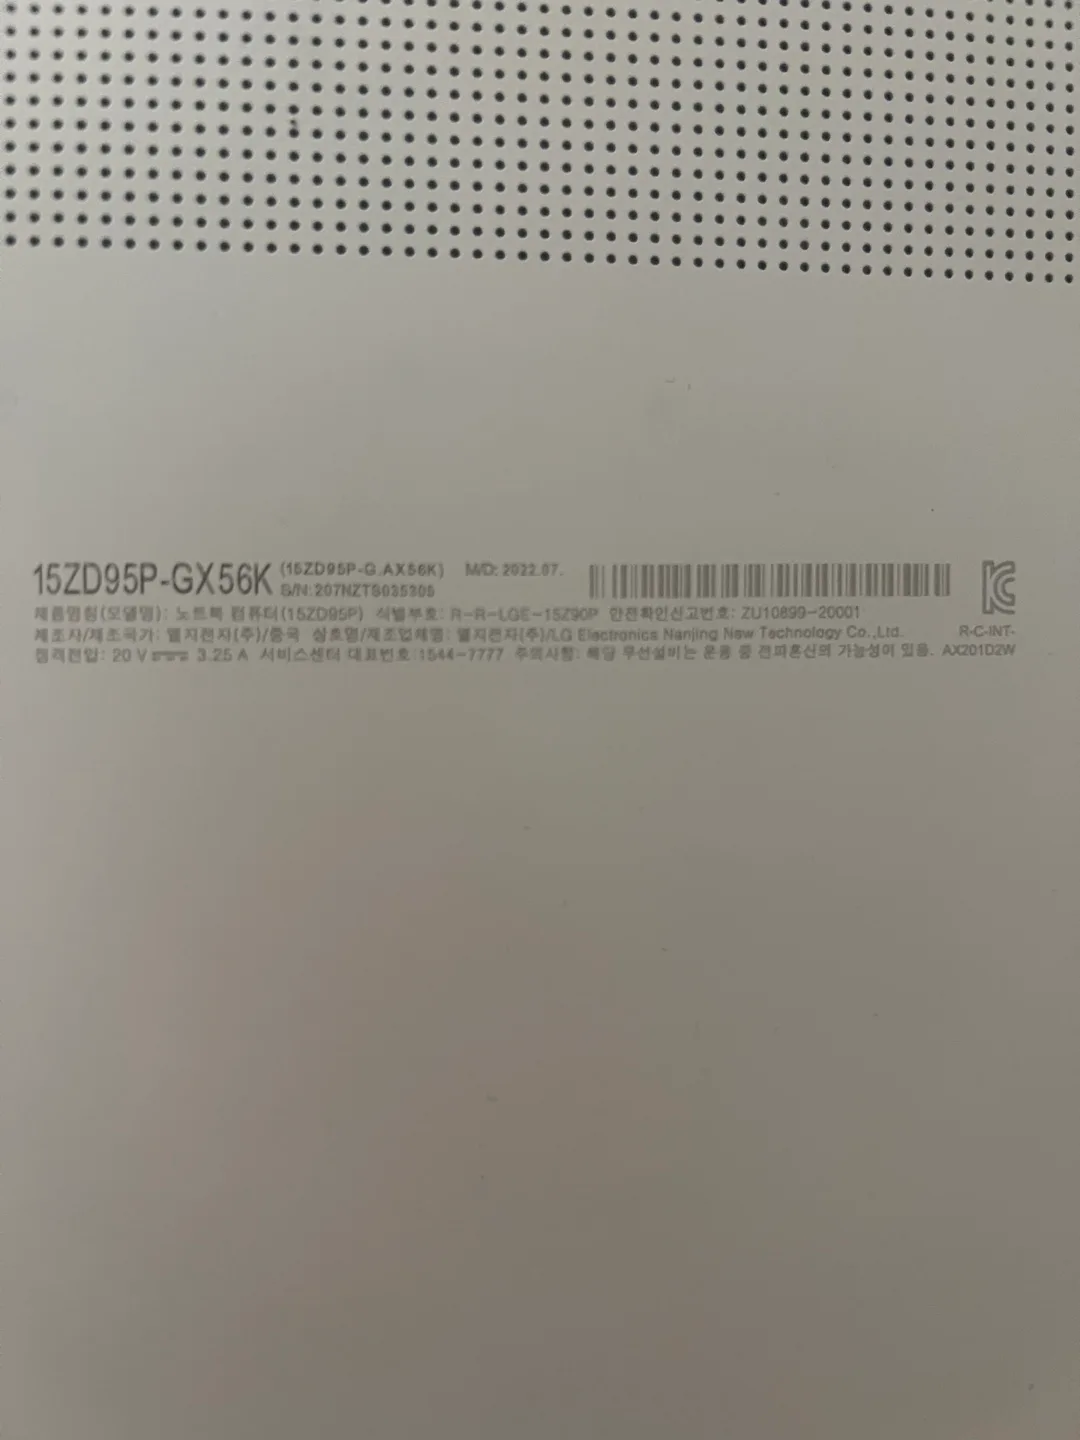 15ZD95P-GX56K (15ZD95P-G.AX56K) M/D: 2022.07.
S/N: 207NZTS035305
제품명칭(모델명): 노트북 컴퓨터(15ZD95P) 식별부호: R-R-LGE-15Z90P 안전확인신고번호: ZU10899-20001
제조자/제조국가: 엘지전자(주)/중국 상호명/제조업체명: 엘지전자(주)/LG Electronics Nanjing New Technology Co.,Ltd. R-C-INT-
정격전압: 20 V 3.25 A 서비스센터 대표번호:1544-7777 주의사항: 해당 무선설비는 운용 중 전파혼신의 가능성이 있음. AX201D2W